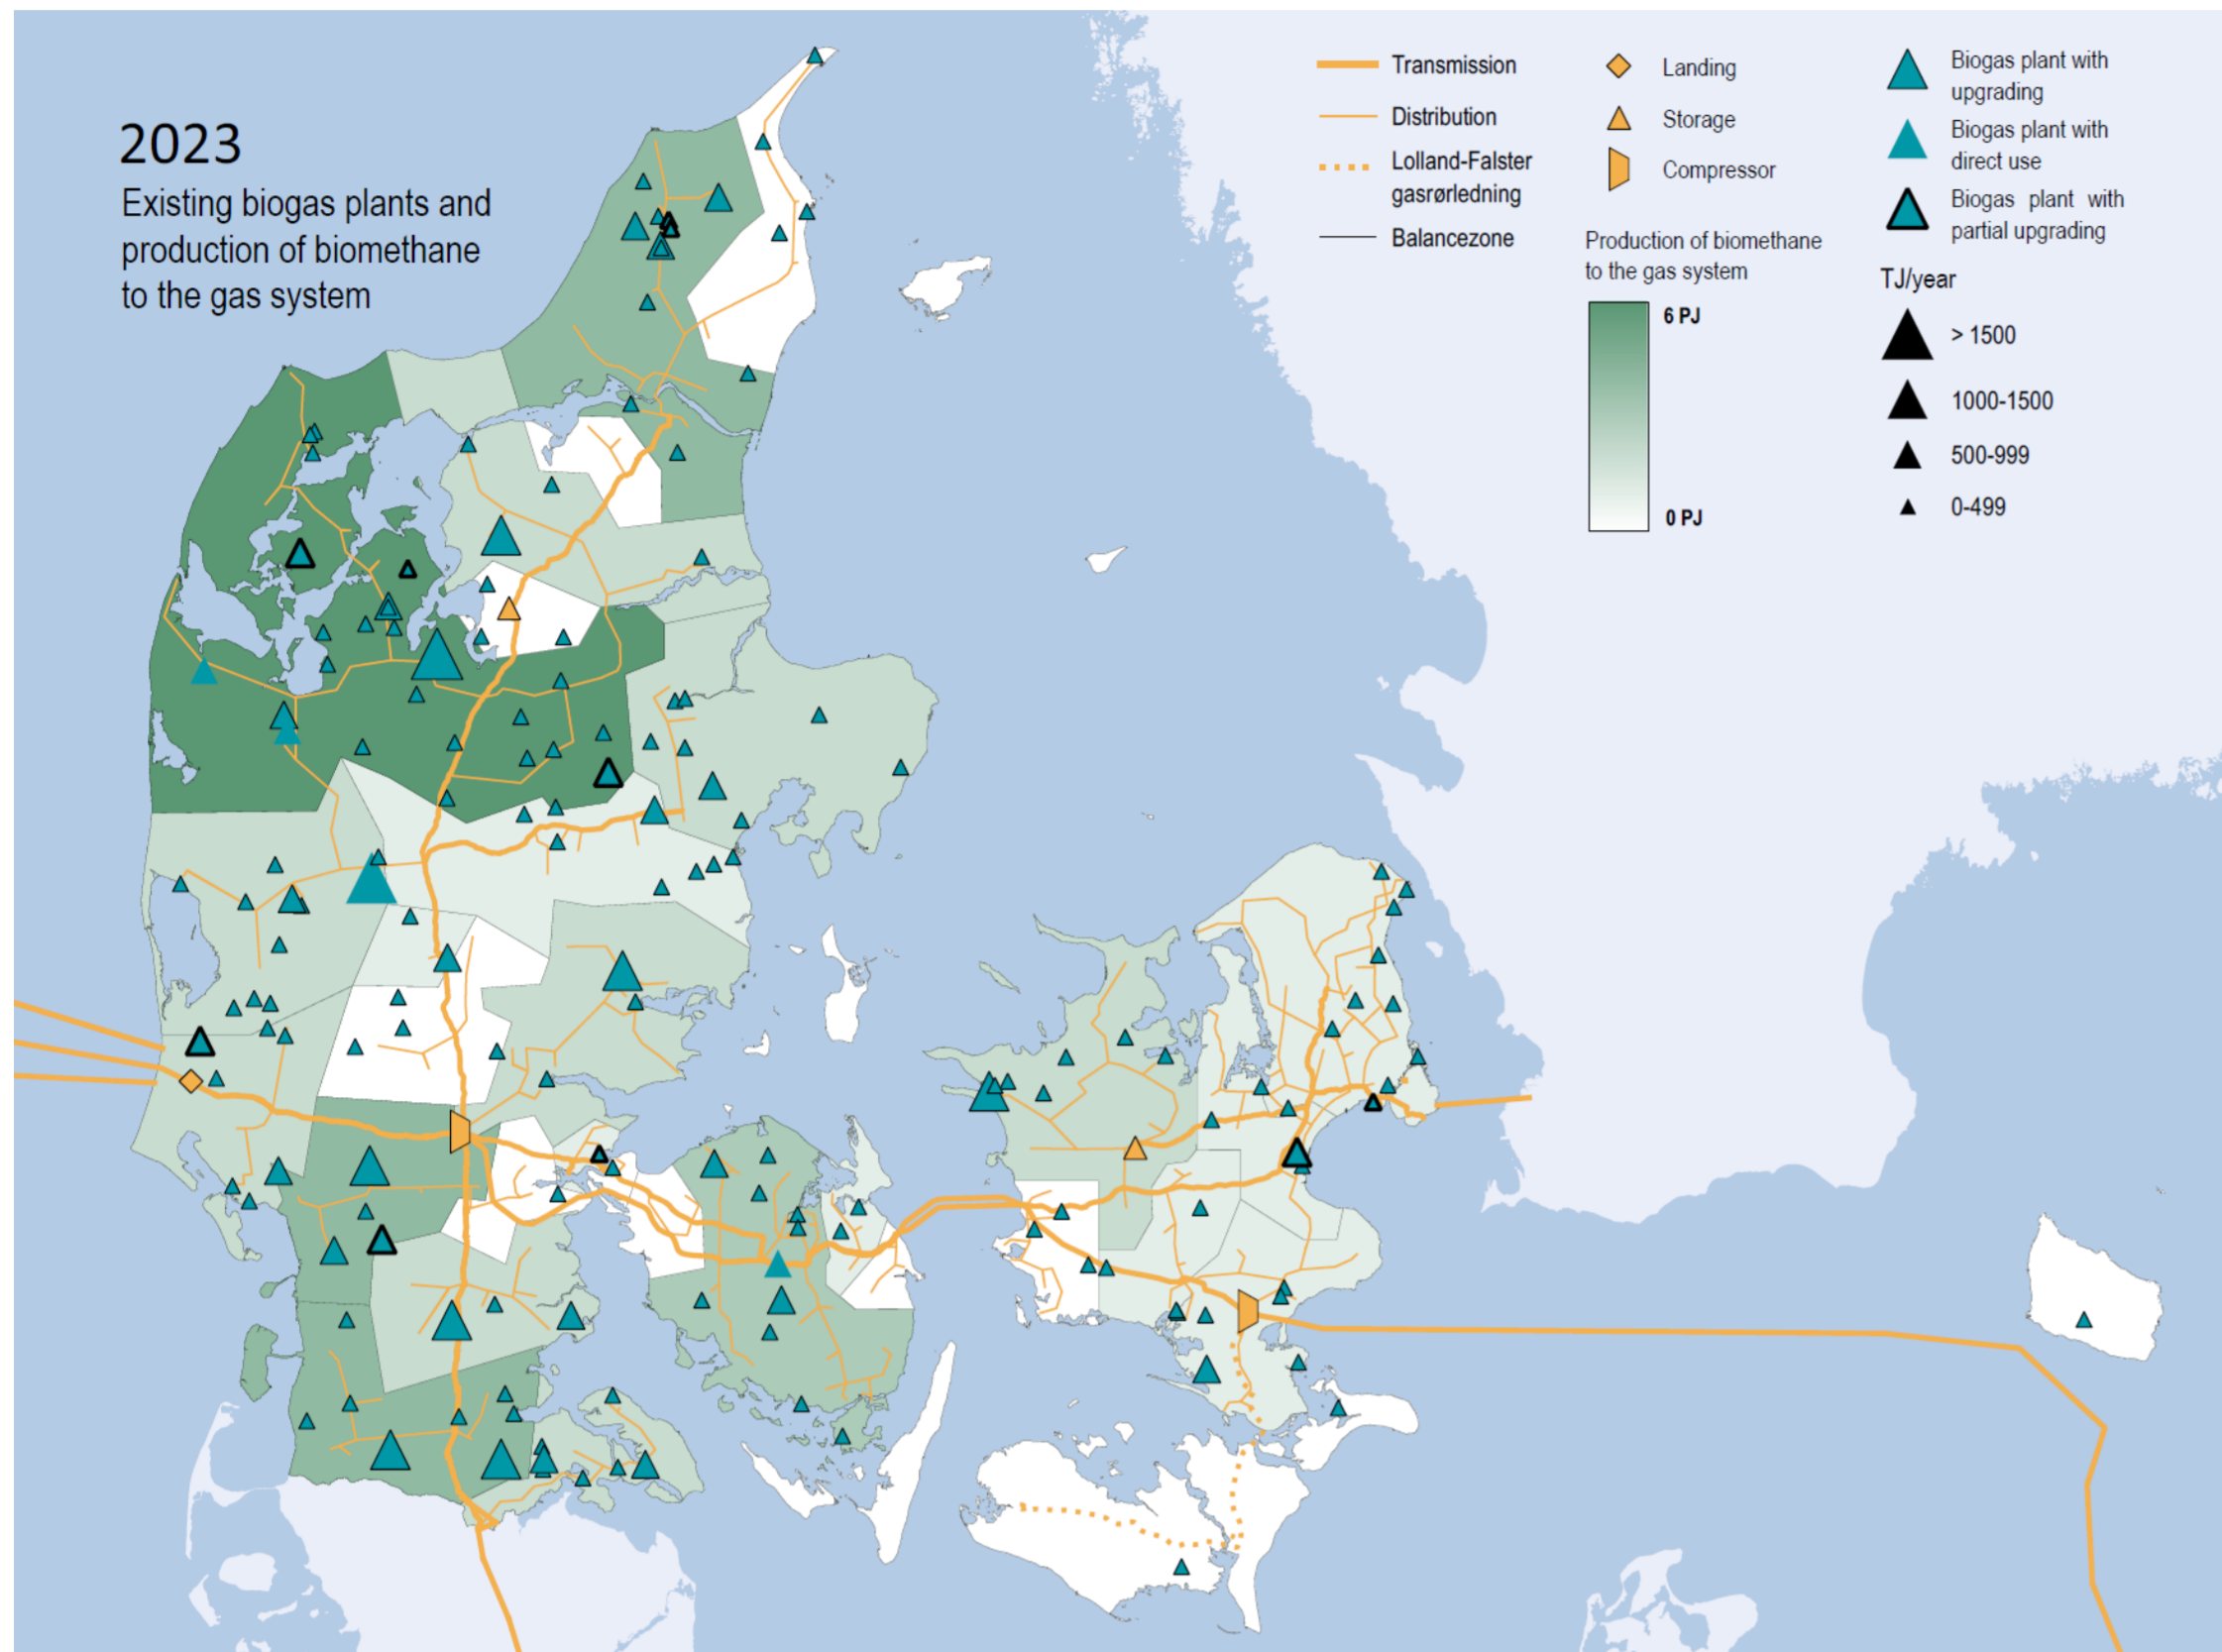 2023
Existing biogas plants and
production of biomethane
to the gas system
Transmission
Distribution
Lolland-Falster
gasrørledning
Balancezone
Landing
Storage
Compressor
Production of biomethane
to the gas system
6 PJ
0 PJ
Biogas plant with
upgrading
Biogas plant with
direct use
Biogas plant with
partial upgrading
TJ/year
> 1500
1000-1500
500-999
0-499